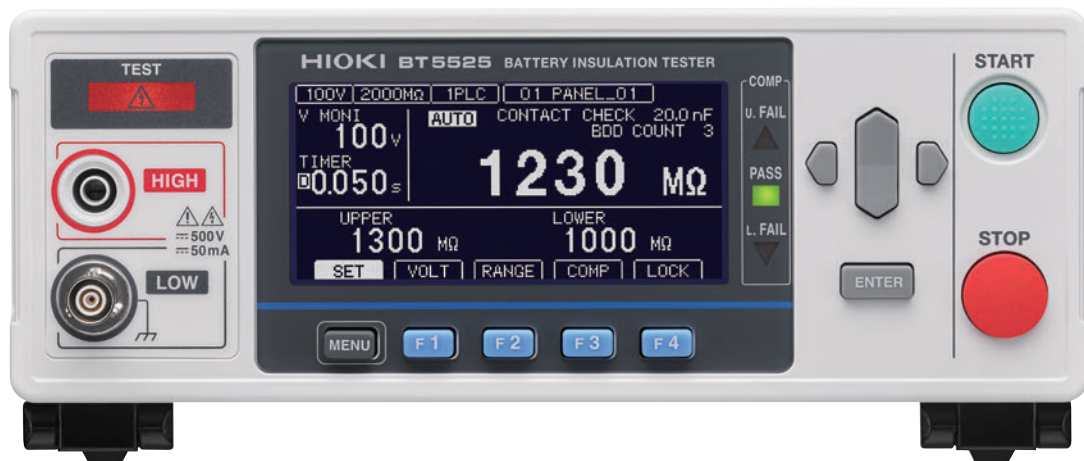 TEST
HIGH
⎓500V
⎓50mA
LOW
HIOKI BT5525 BATTERY INSULATION TESTER
100V 2000MΩ 1PLC 01 PANEL_01
V MONI
100V
AUTO CONTACT CHECK 20.0nF
BDD COUNT 3
TIMER
D0.050s
1230 MΩ
UPPER
1300 MΩ
LOWER
1000 MΩ
SET VOLT RANGE COMP LOCK
MENU F1 F2 F3 F4
COMP
U. FAIL
PASS
L. FAIL
ENTER
START
STOP